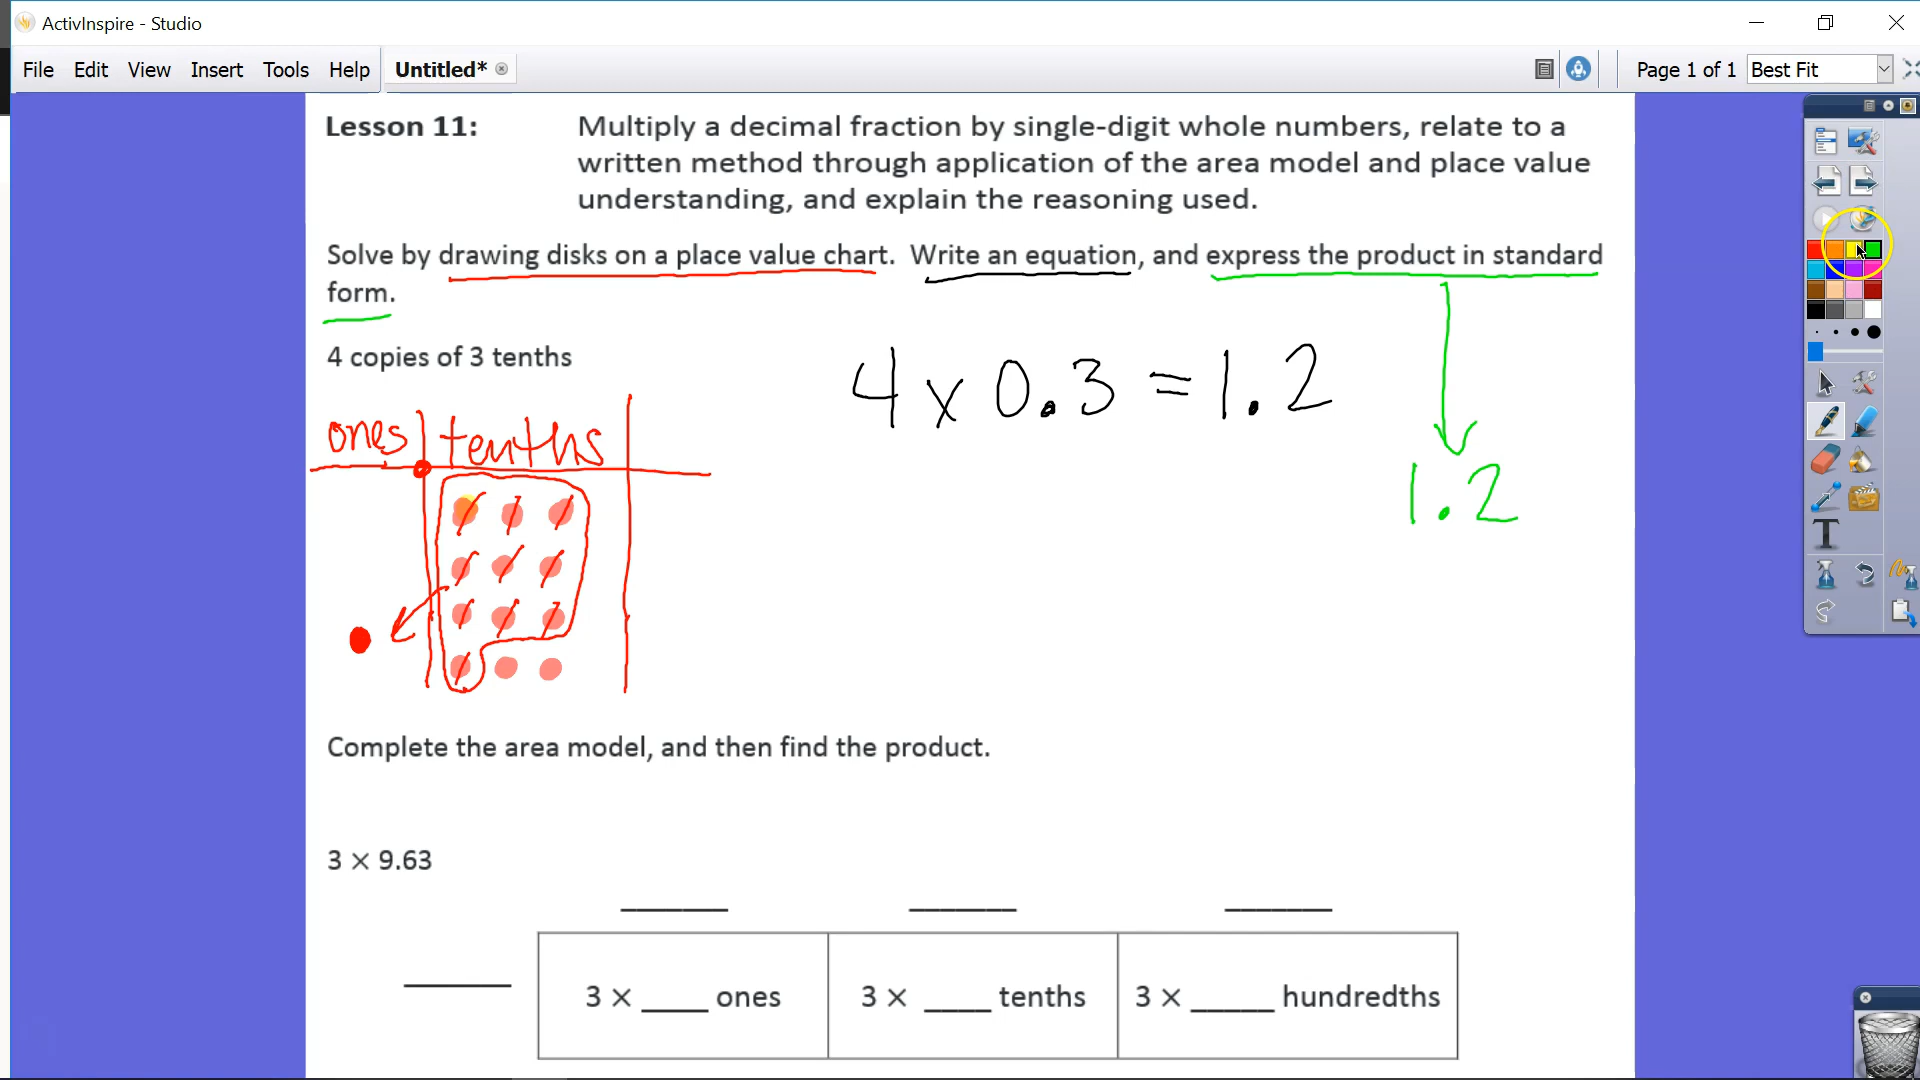 ActivInspire - Studio
File Edit View Insert Tools Help Untitled* Page 1 of 1 Best Fit
Lesson 11: Multiply a decimal fraction by single-digit whole numbers, relate to a
written method through application of the area model and place value
understanding, and explain the reasoning used.
Solve by drawing disks on a place value chart. Write an equation, and express the product in standard
form.
4 copies of 3 tenths
4 x 0.3 = 1.2
ones tenths
1.2
Complete the area model, and then find the product.
3 × 9.63
_______ _______ _______
_______ 3 × ____ ones 3 × ____ tenths 3 × _____ hundredths
T